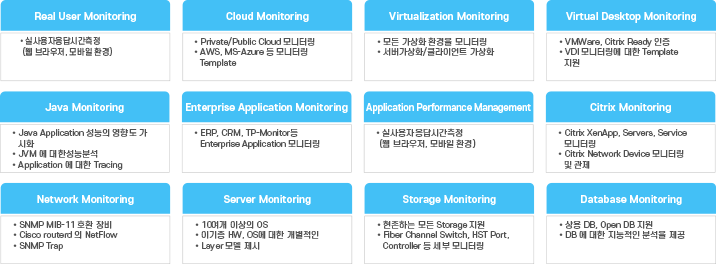 Real User Monitoring
• 실사용자응답시간측정
(웹 브라우저, 모바일 환경)
Cloud Monitoring
• Private/Public Cloud 모니터링
• AWS, MS-Azure 등 모니터링
Template
Virtualization Monitoring
• 모든 가상화 환경을 모니터링
• 서버가상화/클라이언트 가상화
Virtual Desktop Monitoring
• VMWare, Citrix Ready 인증
• VDI 모니터링에 대한 Template
지원
Java Monitoring
• Java Application 성능의 영향도 가
시화
• JVM 에 대한성능분석
• Application 에 대한 Tracing
Enterprise Application Monitoring
• ERP, CRM, TP-Monitor등
Enterprise Application 모니터링
Application Performance Management
• 실사용자 응답시간측정
(웹 브라우저, 모바일 환경)
Citrix Monitoring
• Citrix XenApp, Servers, Service
모니터링
• Citrix Network Device 모니터링
및 관제
Network Monitoring
• SNMP MIB-11 호환 장비
• Cisco routerd 의 NetFlow
• SNMP Trap
Server Monitoring
• 10여개 이상의 OS
• 이기종 HW, OS에 대한 개별적인
• Layer 모델 제시
Storage Monitoring
• 현존하는 모든 Storage 지원
• Fiber Channel Switch, HST Port,
Controller 등 세부 모니터링
Database Monitoring
• 상용 DB, Open DB 지원
• DB 에 대한 지능적인 분석을 제공